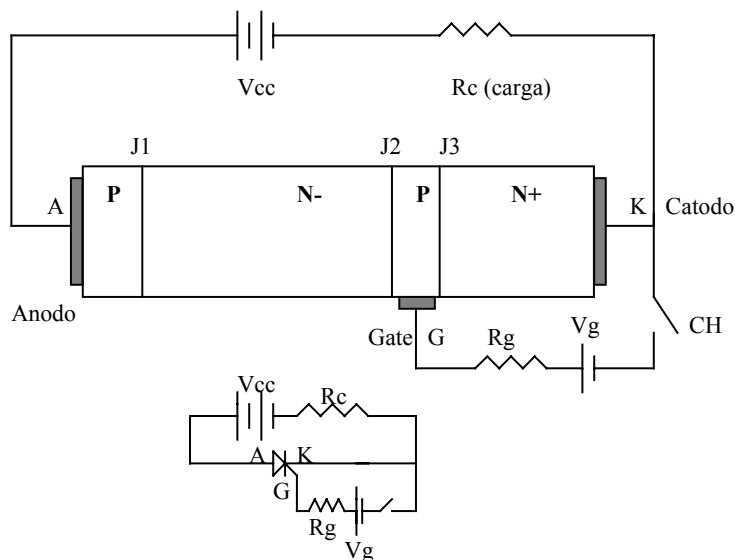 Vcc
Rc (carga)
J1
J2
J3
P
N-
P
N+
A
K
Catodo
Anodo
Gate
G
Rg
Vg
CH
Vcc
Rc
A
K
G
Rg
Vg